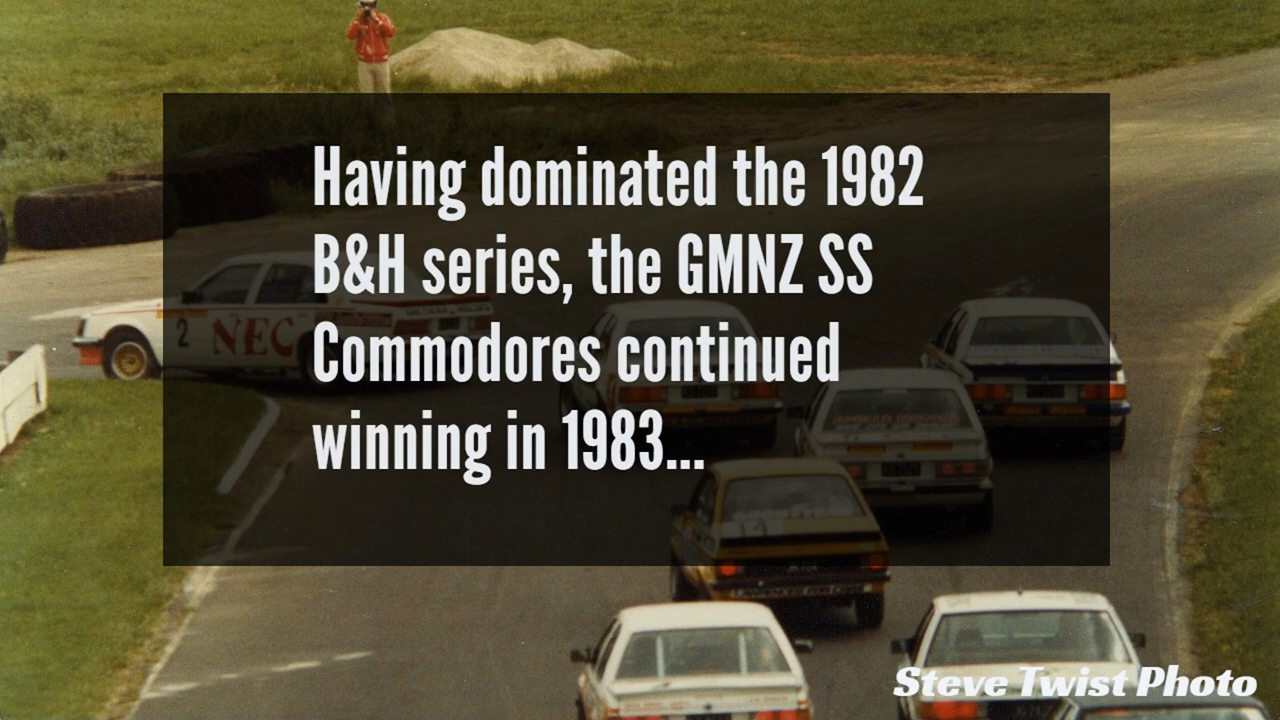 Having dominated the 1982
B&H series, the GMNZ SS
Commodores continued
winning in 1983...
2
NEC
Steve Twist Photo